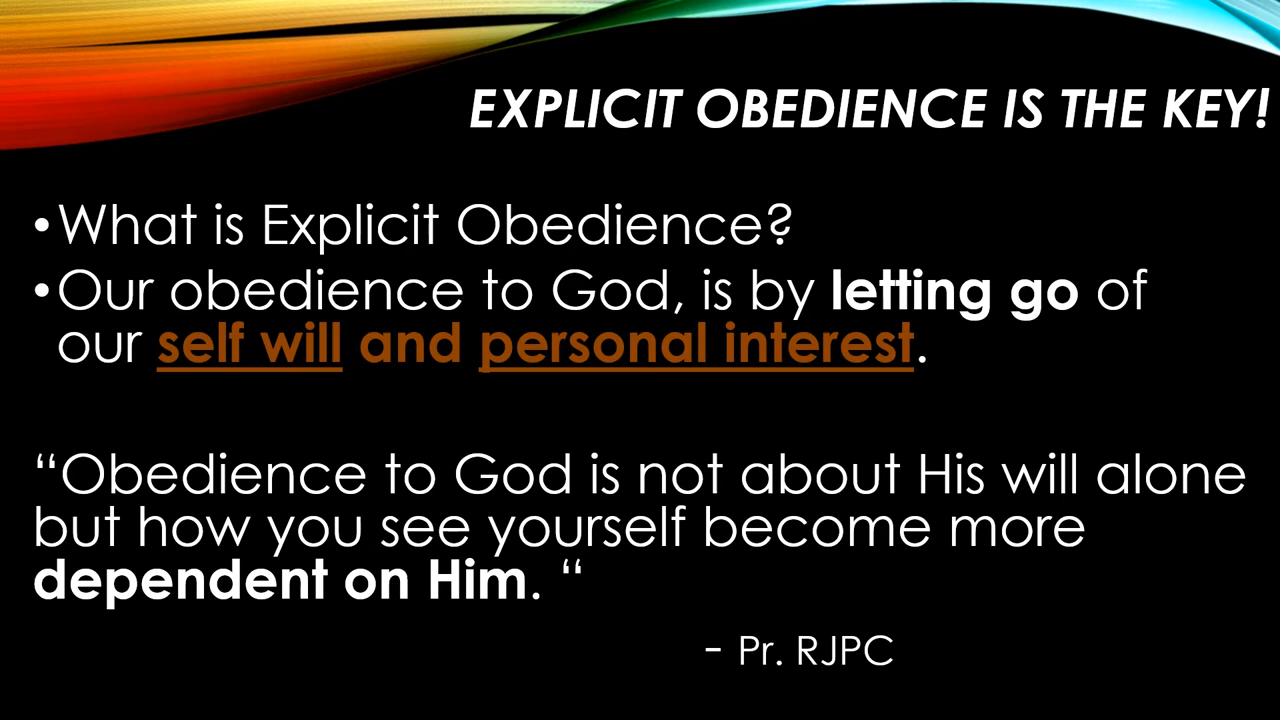 EXPLICIT OBEDIENCE IS THE KEY!
•What is Explicit Obedience?
•Our obedience to God, is by letting go of
our self will and personal interest.
“Obedience to God is not about His will alone
but how you see yourself become more
dependent on Him. “
- Pr. RJPC